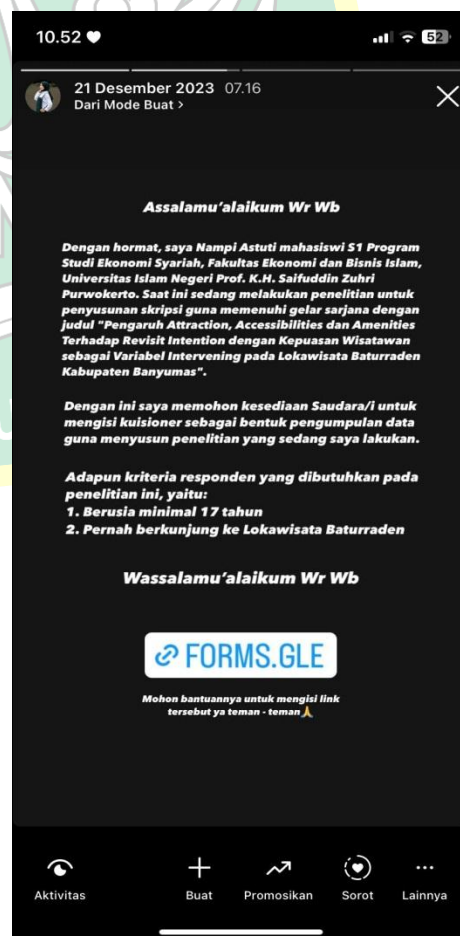 10.52
52
21 Desember 2023 07.16
Dari Mode Buat >
Assalamu'alaikum Wr Wb
Dengan hormat, saya Nampi Astuti mahasiswi S1 Program
Studi Ekonomi Syariah, Fakultas Ekonomi dan Bisnis Islam,
Universitas Islam Negeri Prof. K.H. Saifuddin Zuhri
Purwokerto. Saat ini sedang melakukan penelitian untuk
penyusunan skripsi guna memenuhi gelar sarjana dengan
judul "Pengaruh Attraction, Accessibilities dan Amenities
Terhadap Revisit Intention dengan Kepuasan Wisatawan
sebagai Variabel Intervening pada Lokawisata Baturraden
Kabupaten Banyumas".
Dengan ini saya memohon kesediaan Saudara/i untuk
mengisi kuisioner sebagai bentuk pengumpulan data
guna menyusun penelitian yang sedang saya lakukan.
Adapun kriteria responden yang dibutuhkan pada
penelitian ini, yaitu:
1. Berusia minimal 17 tahun
2. Pernah berkunjung ke Lokawisata Baturraden
Wassalamu'alaikum Wr Wb
FORMS.GLE
Mohon bantuannya untuk mengisi link
tersebut ya teman - teman🙏
Aktivitas Buat Promosikan Sorot Lainnya